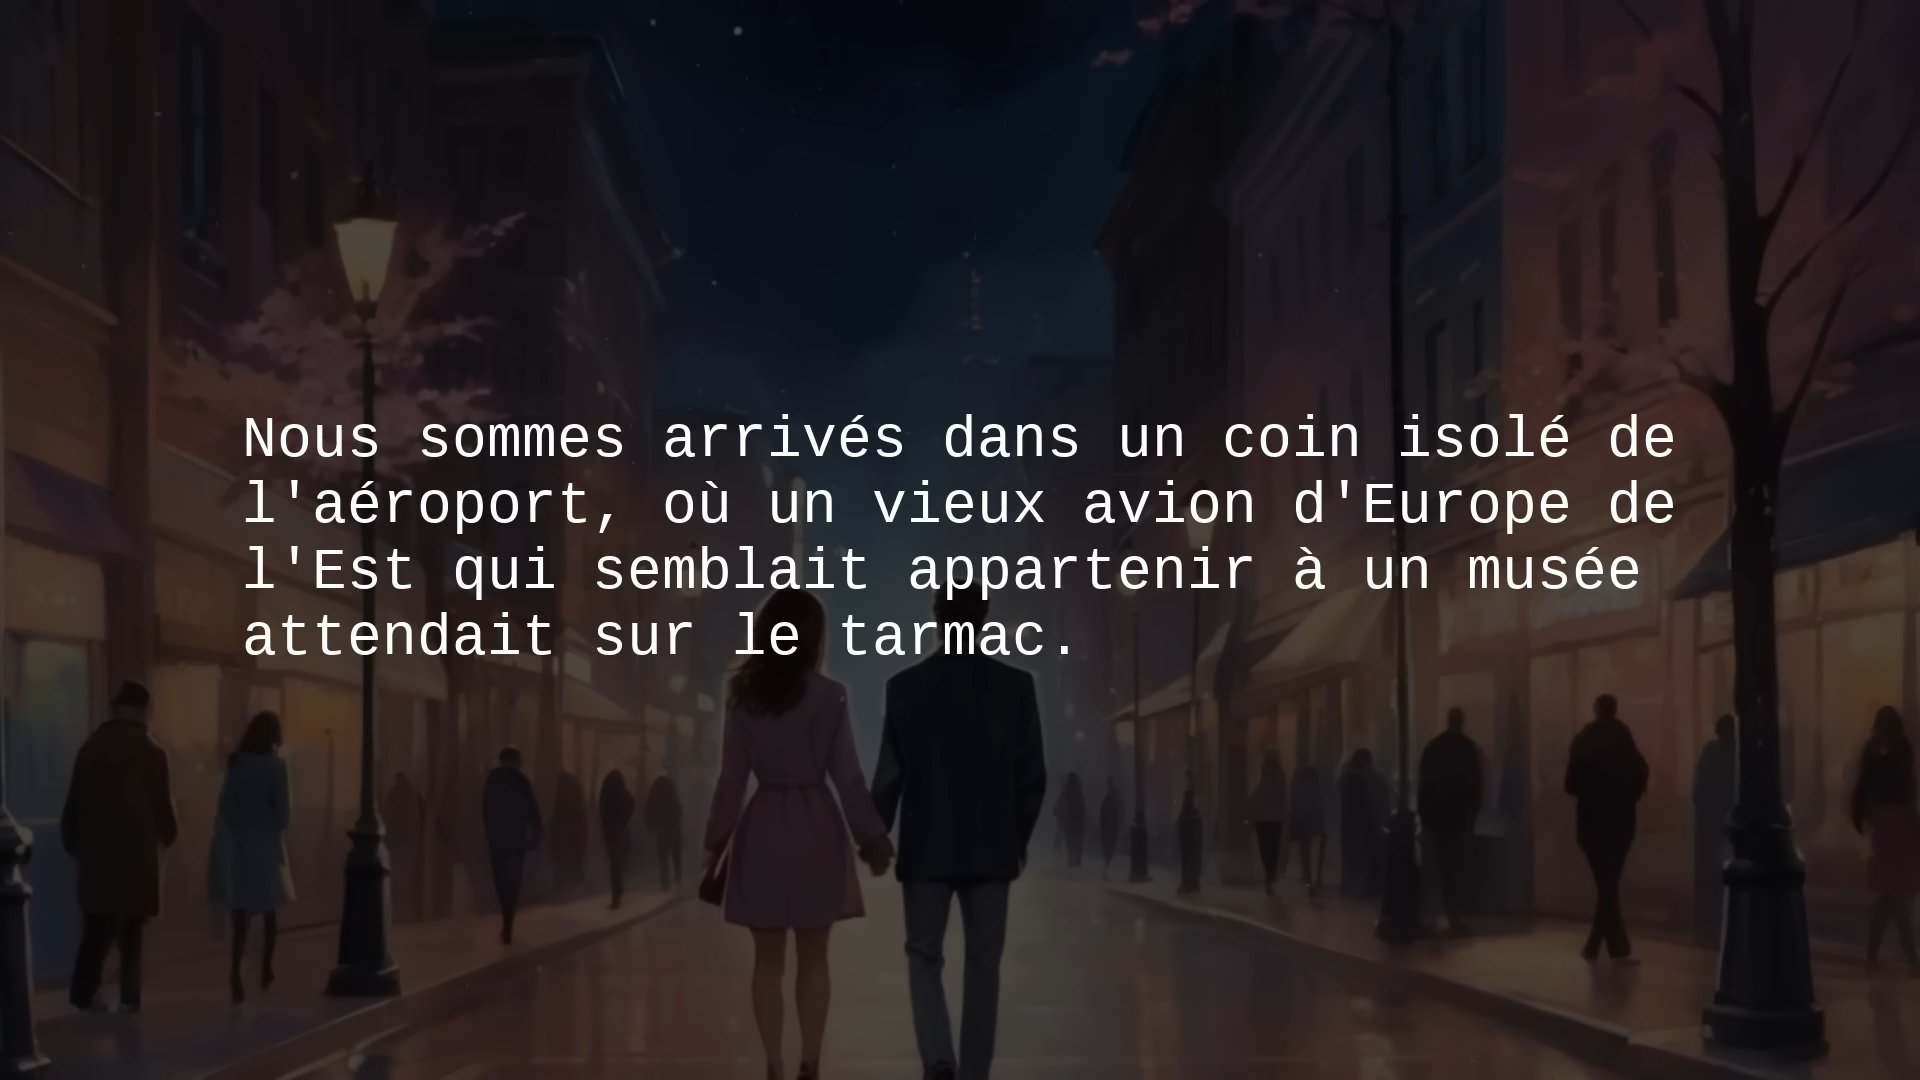 Nous sommes arrivés dans un coin isolé de
l'aéroport, où un vieux avion d'Europe de
l'Est qui semblait appartenir à un musée
attendait sur le tarmac.